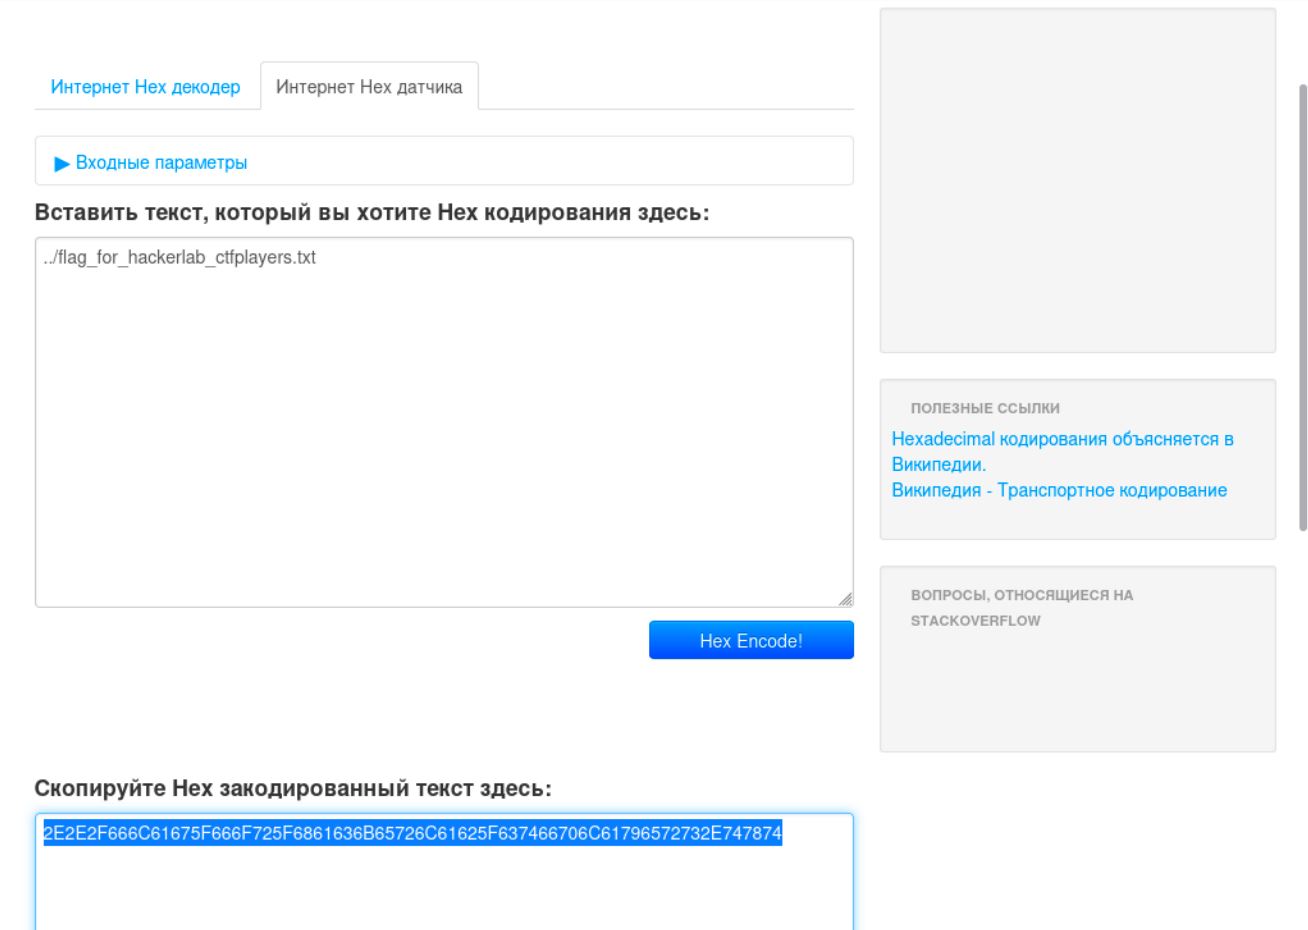 Интернет Hex декодер
Интернет Hex датчика
▶ Входные параметры
Вставить текст, который вы хотите Hex кодирования здесь:
../flag_for_hackerlab_ctfplayers.txt
Hex Encode!
Скопируйте Hex закодированный текст здесь:
2E2E2F666C61675F666F725F6861636B65726C61625F637466706C61796572732E747874
ПОЛЕЗНЫЕ ССЫЛКИ
Hexadecimal кодирования объясняется в
Википедии.
Википедия - Транспортное кодирование
ВОПРОСЫ, ОТНОСЯЩИЕСЯ НА
STACKOVERFLOW